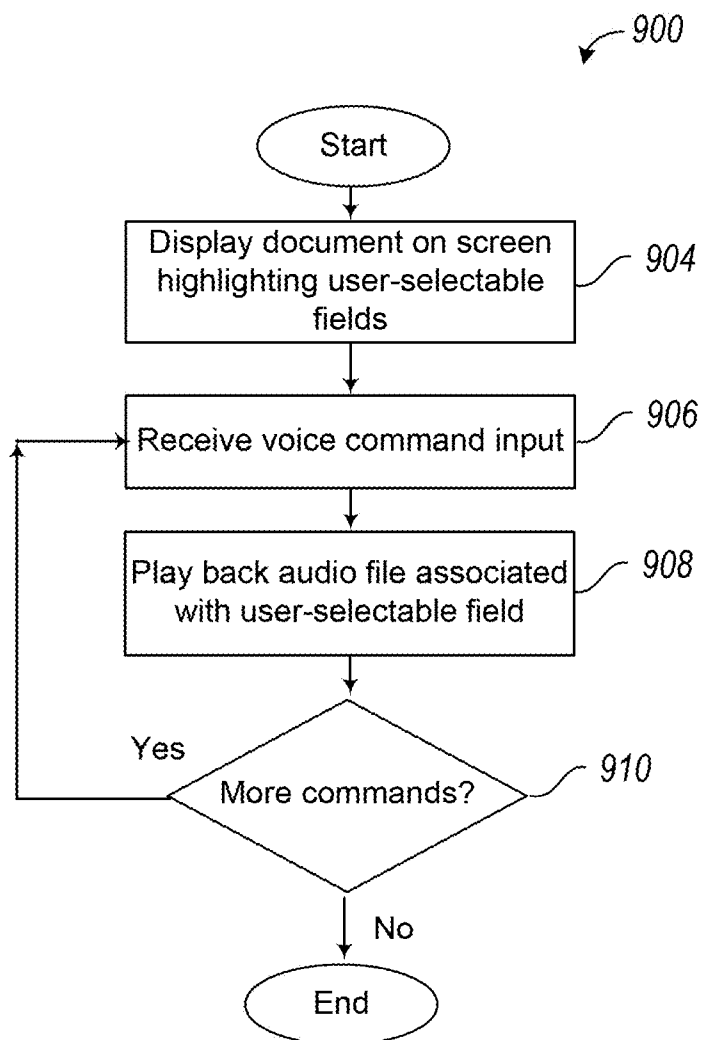 900
Start
Display document on screen
highlighting user-selectable
fields
904
Receive voice command input
906
Play back audio file associated
with user-selectable field
908
Yes
More commands?
910
No
End